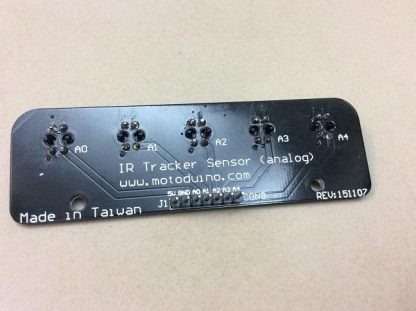 A0 A1 A2 A3 A4
IR Tracker Sensor (analog)
www.motoduino.com
5V GND A0 A1 A2 A3 A4
J1 CON8
REV:151107
Made in Taiwan